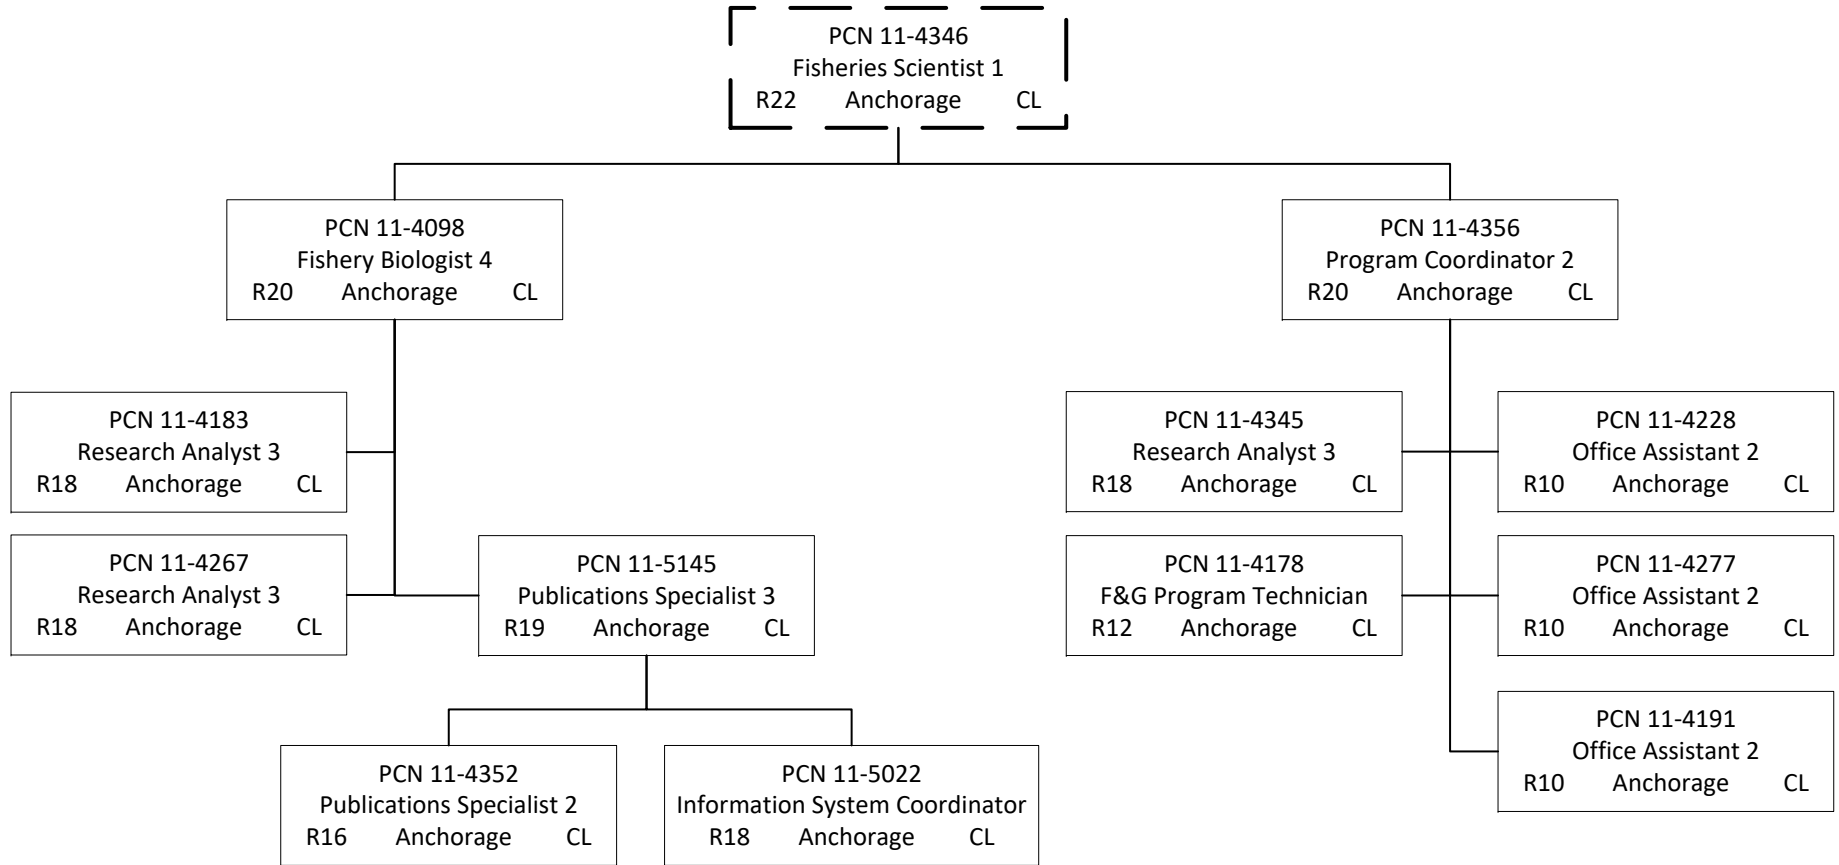 PCN 11-4346
Fisheries Scientist 1
R22 Anchorage CL
PCN 11-4098
Fishery Biologist 4
R20 Anchorage CL
PCN 11-4356
Program Coordinator 2
R20 Anchorage CL
PCN 11-4183
Research Analyst 3
R18 Anchorage CL
PCN 11-4267
Research Analyst 3
R18 Anchorage CL
PCN 11-5145
Publications Specialist 3
R19 Anchorage CL
PCN 11-4352
Publications Specialist 2
R16 Anchorage CL
PCN 11-5022
Information System Coordinator
R18 Anchorage CL
PCN 11-4345
Research Analyst 3
R18 Anchorage CL
PCN 11-4228
Office Assistant 2
R10 Anchorage CL
PCN 11-4178
F&G Program Technician
R12 Anchorage CL
PCN 11-4277
Office Assistant 2
R10 Anchorage CL
PCN 11-4191
Office Assistant 2
R10 Anchorage CL